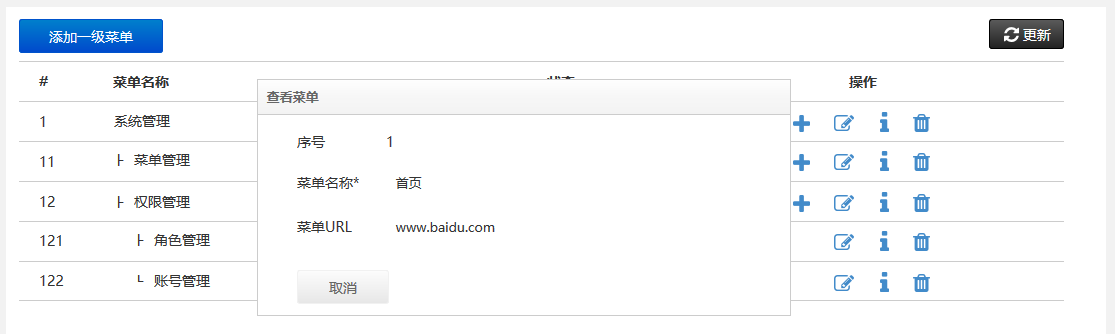 添加一级菜单
更新
# 菜单名称 操作
查看菜单
1 系统管理
序号 1
11 ├ 菜单管理
菜单名称* 首页
12 ├ 权限管理
菜单URL www.baidu.com
121 ├ 角色管理
122 └ 账号管理
取消